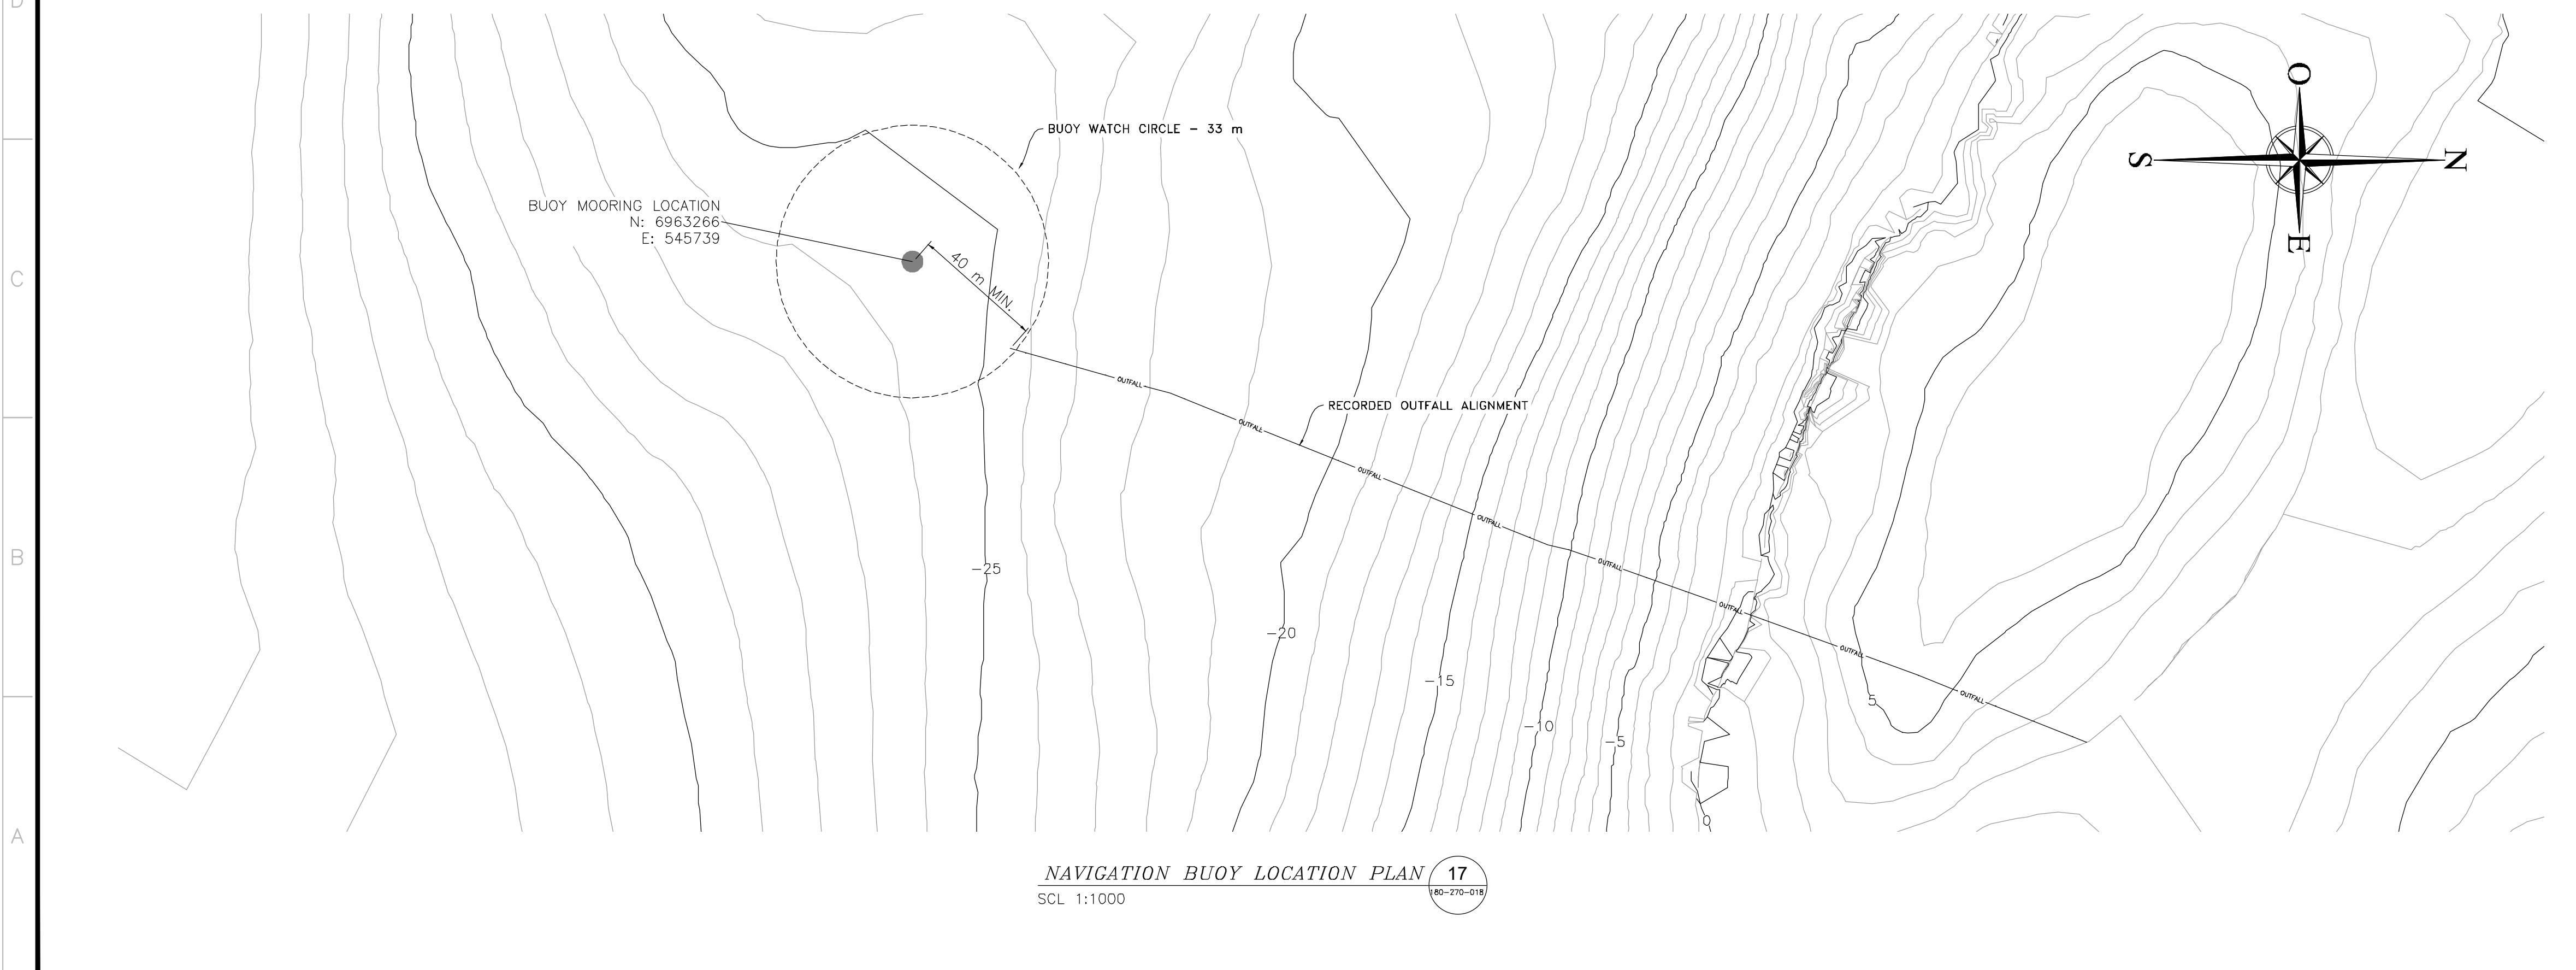 D
O
BUOY WATCH CIRCLE - 33 m
S
N
BUOY MOORING LOCATION
N: 6963266
E: 545739
E
40 m MIN.
C
OUTFALL
RECORDED OUTFALL ALIGNMENT
OUTFALL
OUTFALL
OUTFALL
B
OUTFALL
-25
OUTFALL
-20
OUTFALL
-15
OUTFALL
5
-10
-5
0
A
NAVIGATION BUOY LOCATION PLAN
17
180-270-018
SCL 1:1000